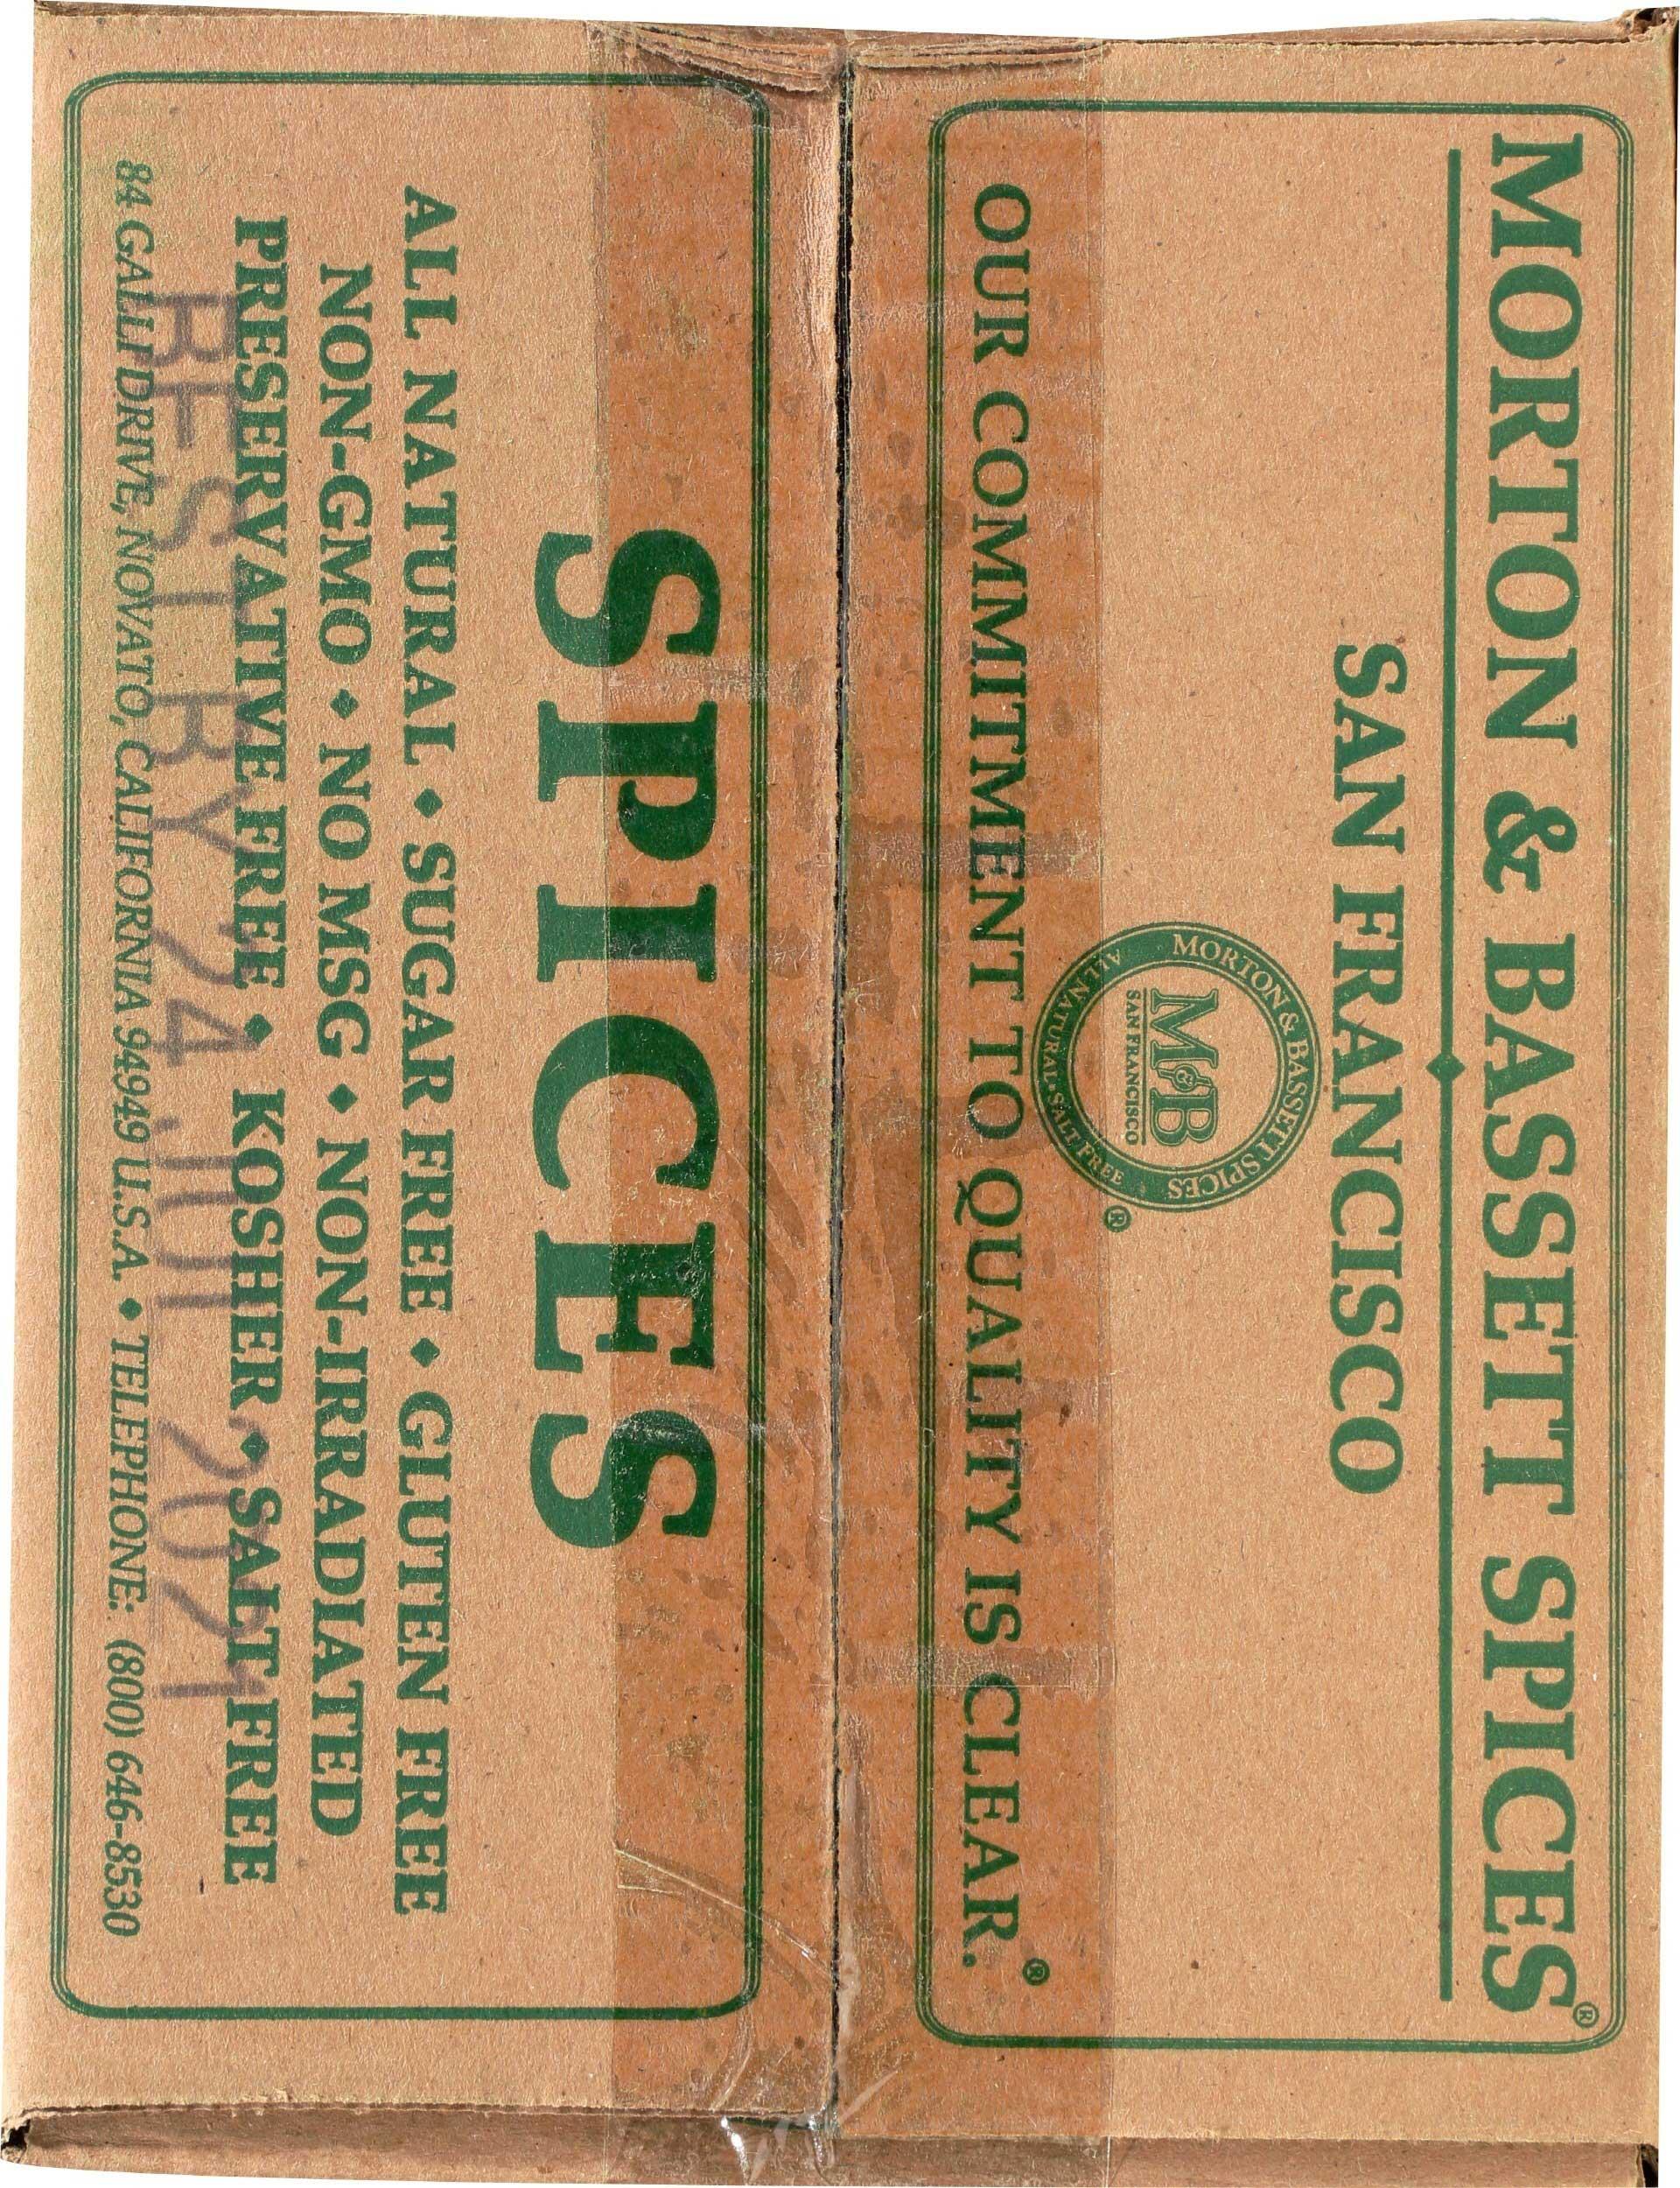 MORTON & BASSETT SPICES®
SAN FRANCISCO
MORTON & BASSETT SPICES
M&B
SAN FRANCISCO
ALL NATURAL • SALT FREE
®
OUR COMMITMENT TO QUALITY IS CLEAR.®
SPICES
ALL NATURAL ♦ SUGAR FREE ♦ GLUTEN FREE
NON-GMO ♦ NO MSG ♦ NON-IRRADIATED
PRESERVATIVE FREE ♦ KOSHER ♦ SALT FREE
BEST BY 24 JUL 2021
84 GALLI DRIVE, NOVATO, CALIFORNIA 94949 U.S.A. ♦ TELEPHONE: (800) 646-8530